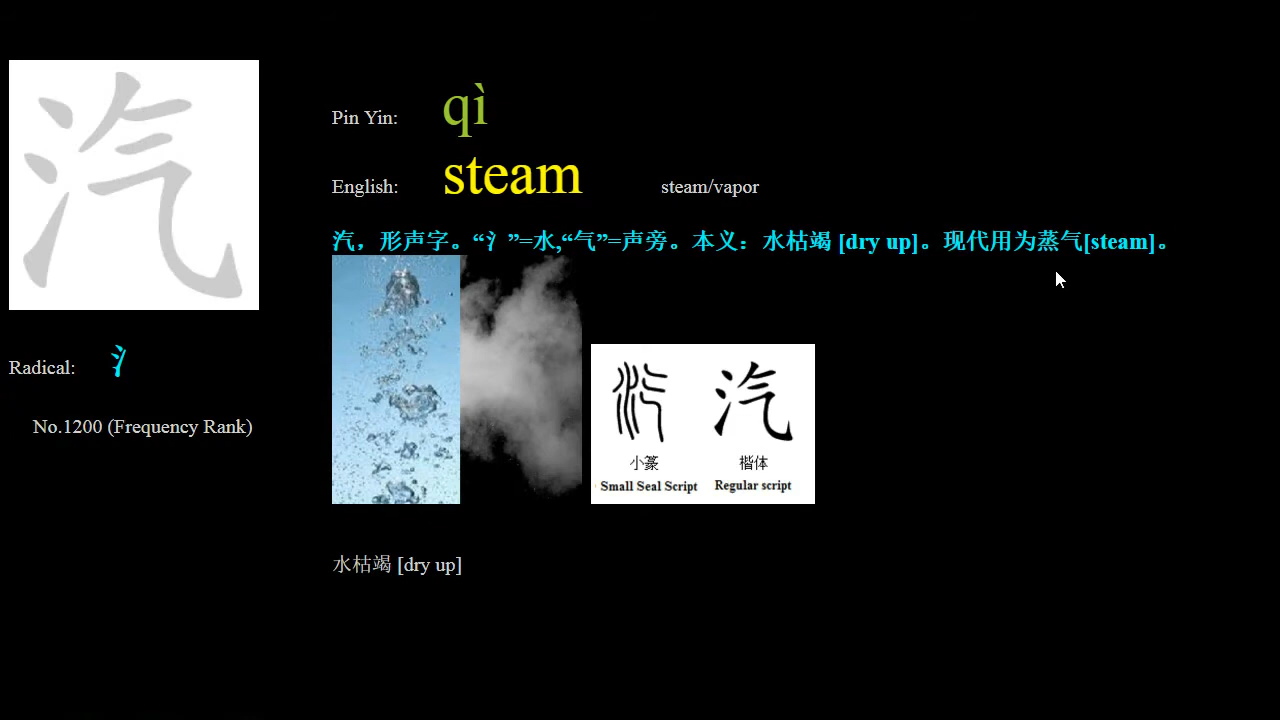 汽
Pin Yin: qì
English: steam steam/vapor
汽，形声字。“氵”=水,“气”=声旁。本义：水枯竭 [dry up]。现代用为蒸气[steam]。
Radical: 氵
No.1200 (Frequency Rank)
汽 汽
小篆 楷体
Small Seal Script Regular script
水枯竭 [dry up]